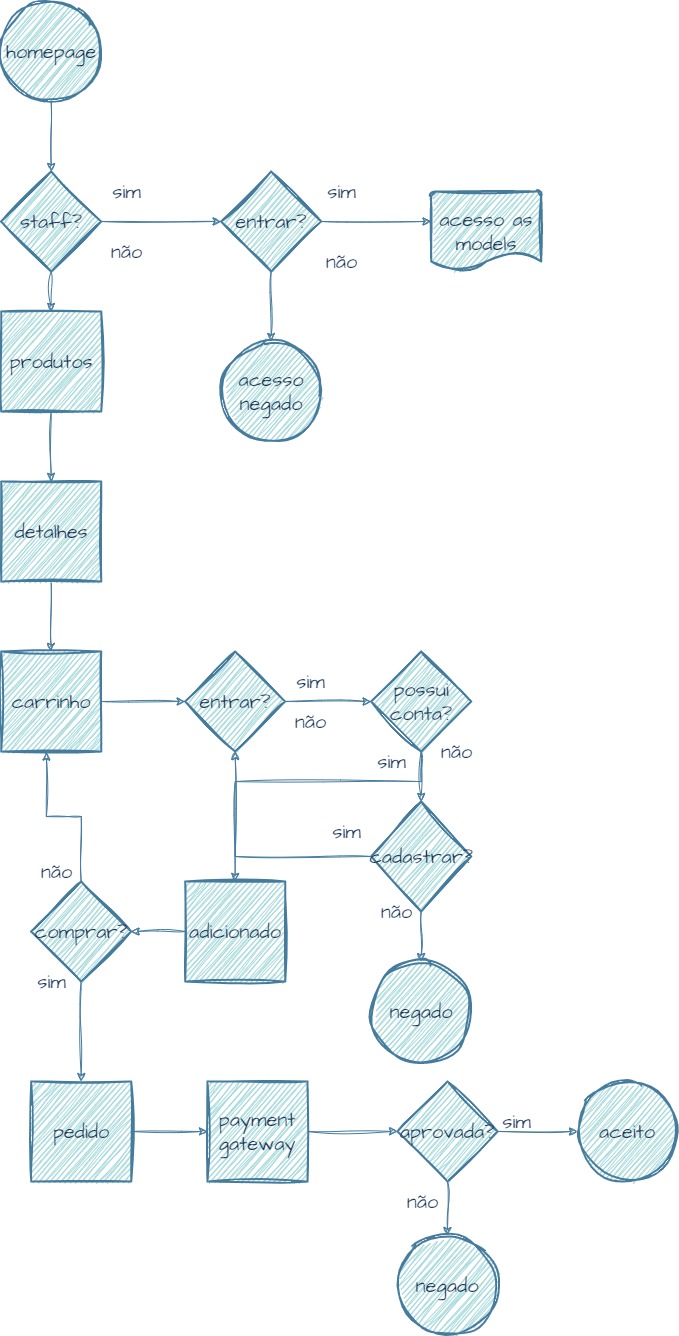 homepage
sim
sim
staff?
entrar?
acesso as
models
não
não
produtos
acesso
negado
detalhes
carrinho
entrar?
sim
não
possui
conta?
sim
não
sim
cadastrar?
não
não
comprar?
adicionado
sim
negado
pedido
payment
gateway
aprovada?
sim
aceito
não
negado